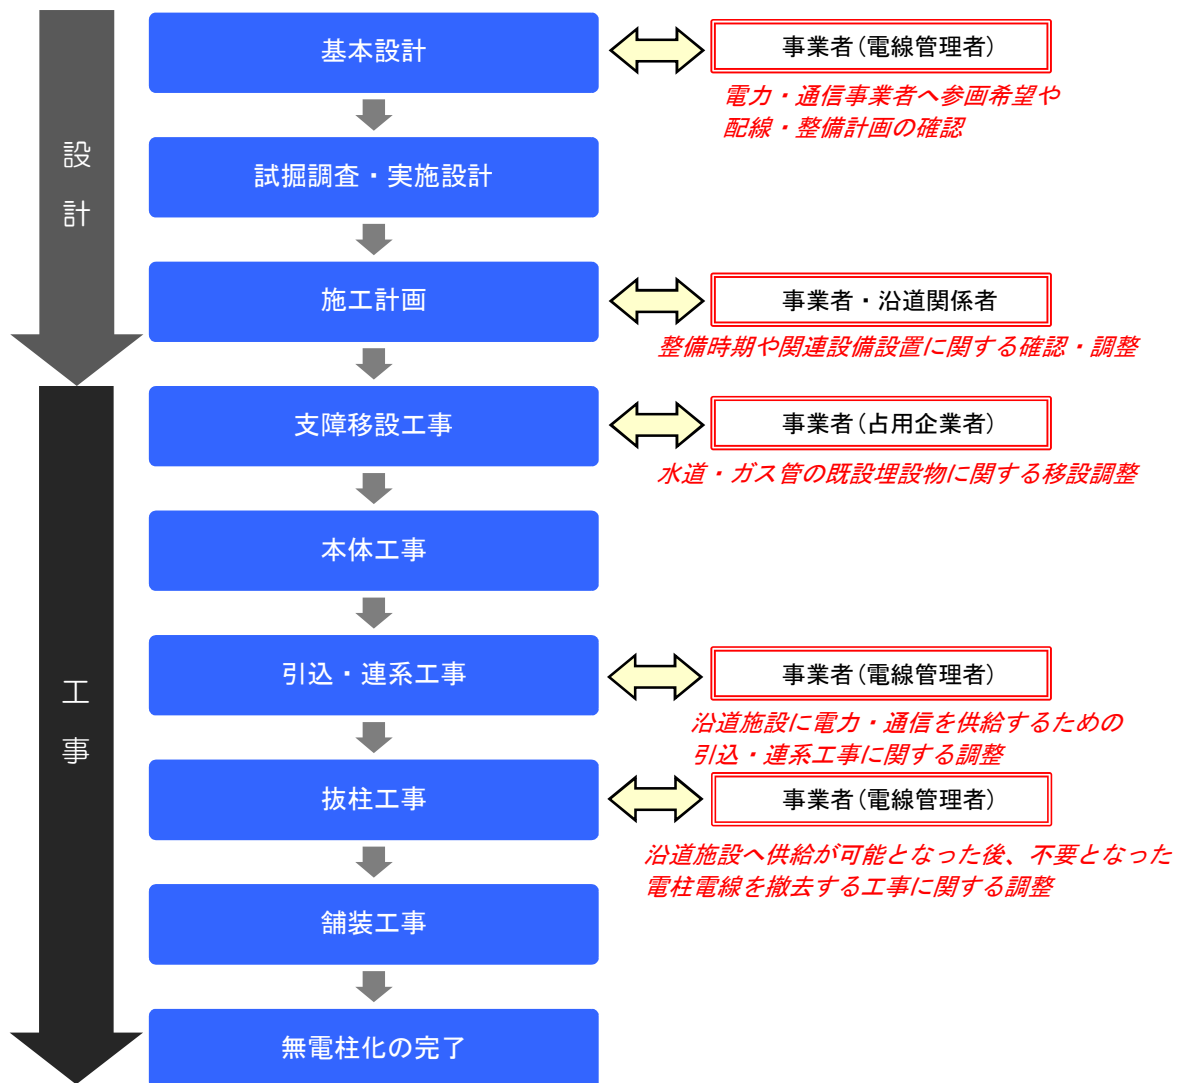 設計
基本設計
事業者(電線管理者)
電力・通信事業者へ参画希望や
配線・整備計画の確認
試掘調査・実施設計
施工計画
事業者・沿道関係者
整備時期や関連設備設置に関する確認・調整
工事
支障移設工事
事業者(占用企業者)
水道・ガス管の既設埋設物に関する移設調整
本体工事
引込・連系工事
事業者(電線管理者)
沿道施設に電力・通信を供給するための
引込・連系工事に関する調整
抜柱工事
事業者(電線管理者)
沿道施設へ供給が可能となった後、不要となった
電柱電線を撤去する工事に関する調整
舗装工事
無電柱化の完了